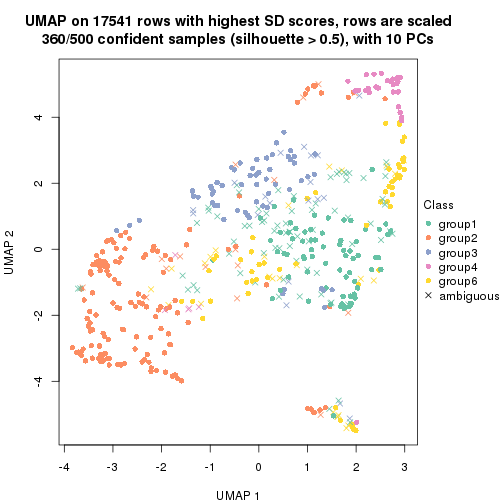 UMAP on 17541 rows with highest SD scores, rows are scaled
360/500 confident samples (silhouette > 0.5), with 10 PCs
UMAP 2
4
2
0
-2
-4
-4
-3
-2
-1
0
1
2
3
UMAP 1
Class
group1
group2
group3
group4
group6
ambiguous